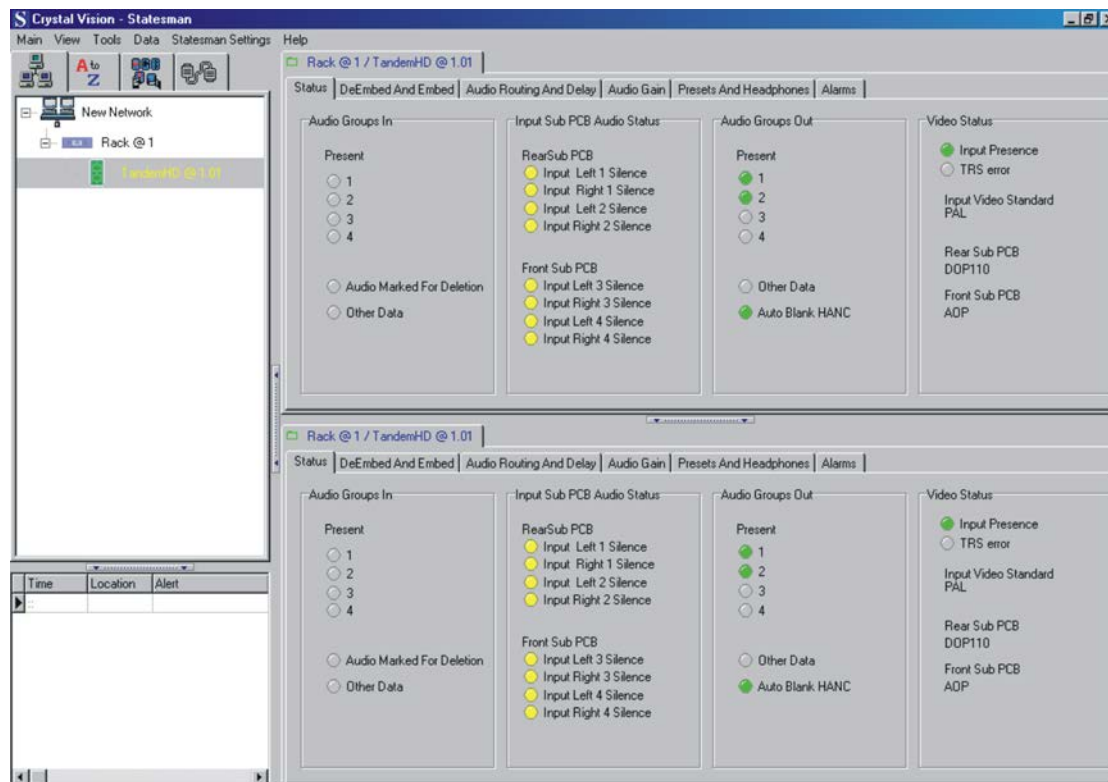 Crystal Vision - Statesman
Main View Tools Data Statesman Settings Help
A to Z
New Network
Rack @ 1
TandemHD @ 1.01
Time Location Alert
::
Rack @ 1 / TandemHD @ 1.01
Status DeEmbed And Embed Audio Routing And Delay Audio Gain Presets And Headphones Alarms
Audio Groups In
Present
1
2
3
4
Audio Marked For Deletion
Other Data
Input Sub PCB Audio Status
RearSub PCB
Input Left 1 Silence
Input Right 1 Silence
Input Left 2 Silence
Input Right 2 Silence
Front Sub PCB
Input Left 3 Silence
Input Right 3 Silence
Input Left 4 Silence
Input Right 4 Silence
Audio Groups Out
Present
1
2
3
4
Other Data
Auto Blank HANC
Video Status
Input Presence
TRS error
Input Video Standard
PAL
Rear Sub PCB
DOP110
Front Sub PCB
AOP
Rack @ 1 / TandemHD @ 1.01
Status DeEmbed And Embed Audio Routing And Delay Audio Gain Presets And Headphones Alarms
Audio Groups In
Present
1
2
3
4
Audio Marked For Deletion
Other Data
Input Sub PCB Audio Status
RearSub PCB
Input Left 1 Silence
Input Right 1 Silence
Input Left 2 Silence
Input Right 2 Silence
Front Sub PCB
Input Left 3 Silence
Input Right 3 Silence
Input Left 4 Silence
Input Right 4 Silence
Audio Groups Out
Present
1
2
3
4
Other Data
Auto Blank HANC
Video Status
Input Presence
TRS error
Input Video Standard
PAL
Rear Sub PCB
DOP110
Front Sub PCB
AOP